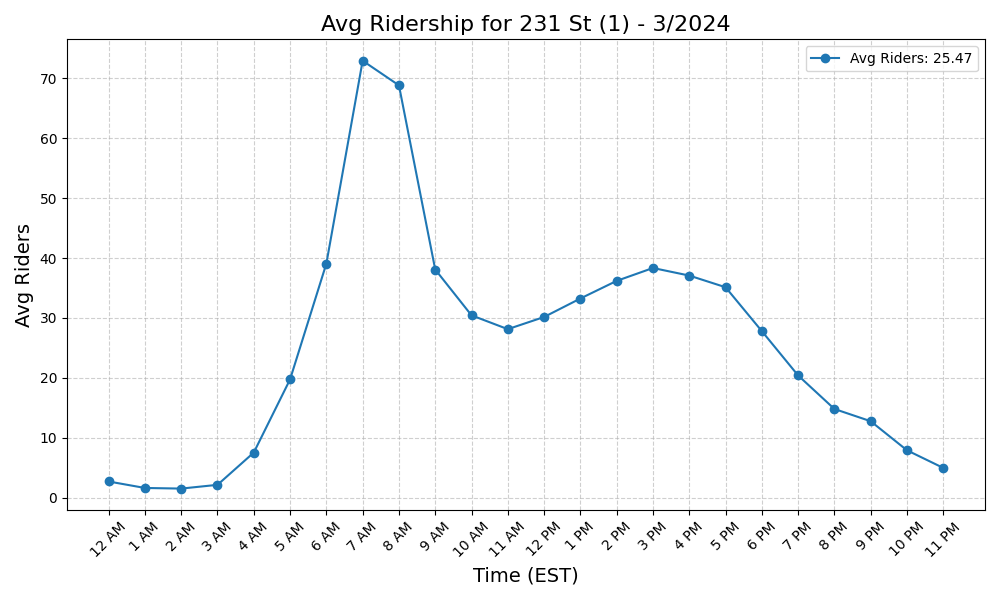 Avg Ridership for 231 St (1) - 3/2024
Avg Riders: 25.47
Avg Riders
70
60
50
40
30
20
10
0
12 AM
1 AM
2 AM
3 AM
4 AM
5 AM
6 AM
7 AM
8 AM
9 AM
10 AM
11 AM
12 PM
1 PM
2 PM
3 PM
4 PM
5 PM
6 PM
7 PM
8 PM
9 PM
10 PM
11 PM
Time (EST)